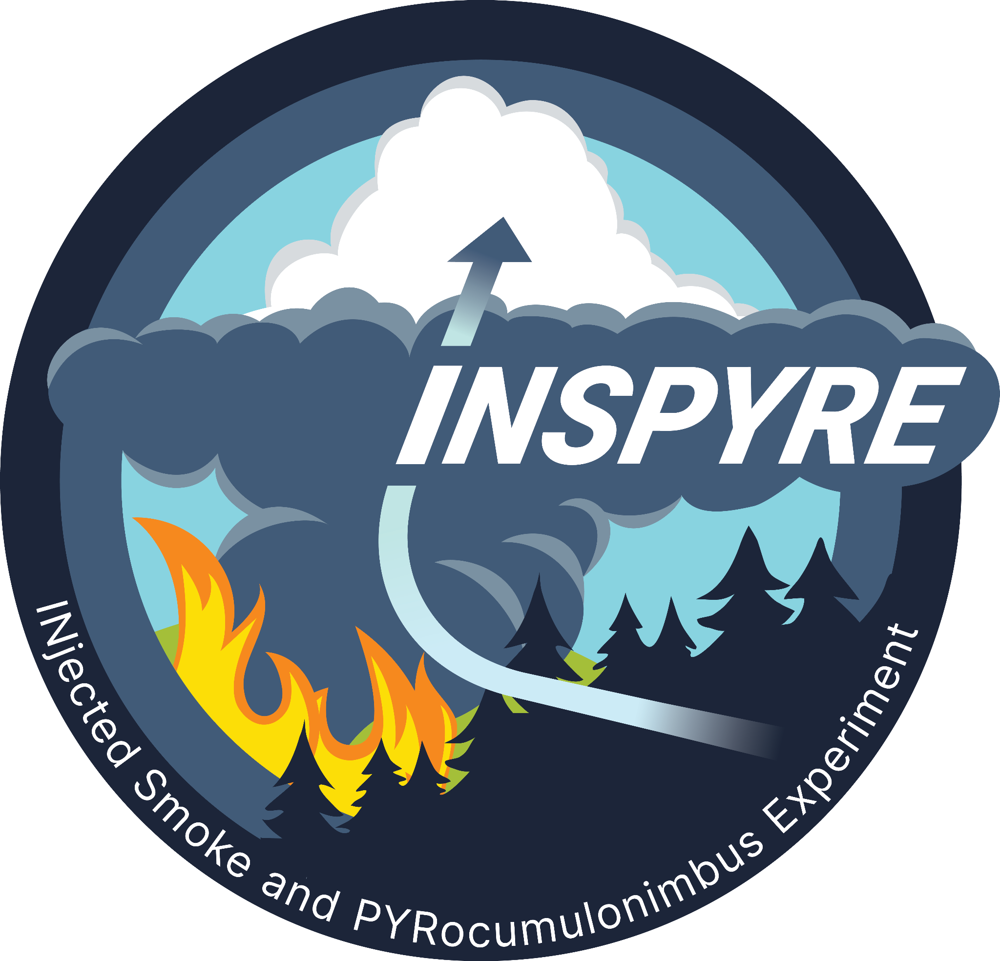 INSPYRE
INjected Smoke and PYRocumulonimbus Experiment